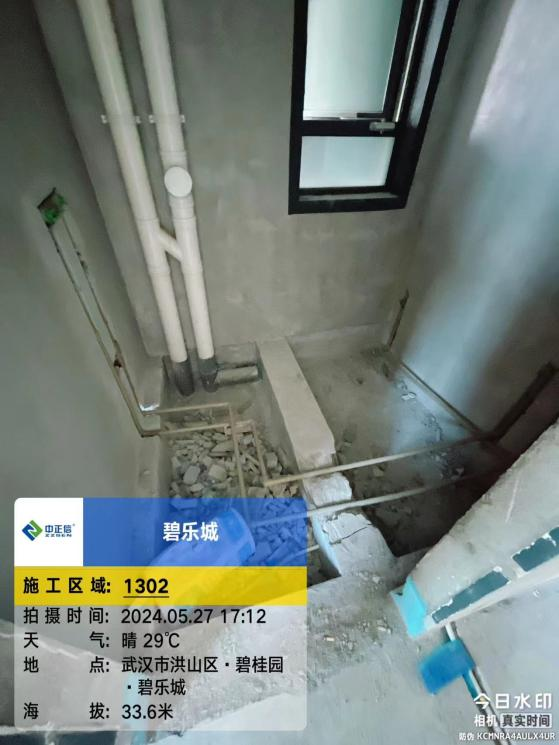 中正信®
ZZSEN
碧乐城
施工区域: 1302
拍摄时间: 2024.05.27 17:12
天 气: 晴 29℃
地 点: 武汉市洪山区·碧桂园
·碧乐城
海 拔: 33.6米
今日水印
相机 真实时间
防伪 KCMNRA4AULX4UR